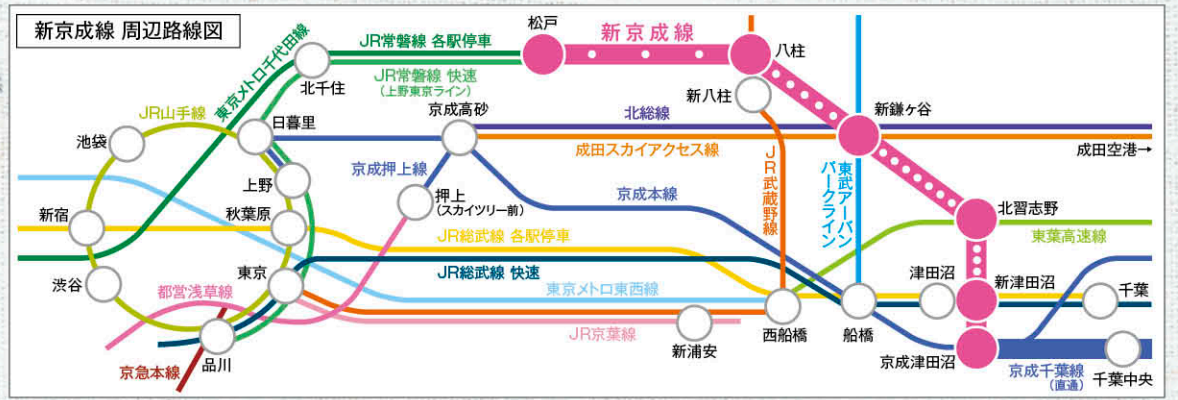 新京成線 周辺路線図
松戸
新京成線
八柱
JR常磐線 各駅停車
JR常磐線 快速
(上野東京ライン)
東京メトロ千代田線
北千住
新八柱
新鎌ヶ谷
JR山手線
京成高砂
北総線
成田スカイアクセス線
成田空港→
池袋
日暮里
京成押上線
JR武蔵野線
東武アーバン
パークライン
上野
押上
(スカイツリー前)
京成本線
新宿
秋葉原
北習志野
東葉高速線
JR総武線 各駅停車
JR総武線 快速
渋谷
東京
都営浅草線
東京メトロ東西線
津田沼
新津田沼
千葉
JR京葉線
新浦安
西船橋
船橋
京急本線
品川
京成津田沼
京成千葉線
(直通)
千葉中央